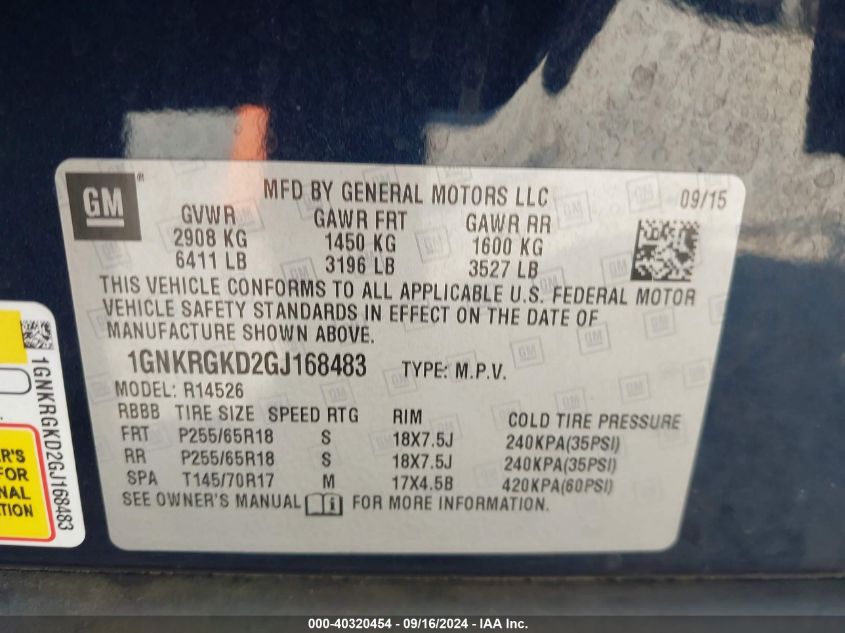 GM®
MFD BY GENERAL MOTORS LLC
09/15
GVWR GAWR FRT GAWR RR
2908 KG 1450 KG 1600 KG
6411 LB 3196 LB 3527 LB
THIS VEHICLE CONFORMS TO ALL APPLICABLE U.S. FEDERAL MOTOR
VEHICLE SAFETY STANDARDS IN EFFECT ON THE DATE OF
MANUFACTURE SHOWN ABOVE.
1GNKRGKD2GJ168483 TYPE: M.P.V.
MODEL: R14526
RBBB TIRE SIZE SPEED RTG RIM COLD TIRE PRESSURE
FRT P255/65R18 S 18X7.5J 240KPA(35PSI)
RR P255/65R18 S 18X7.5J 240KPA(35PSI)
SPA T145/70R17 M 17X4.5B 420KPA(60PSI)
SEE OWNER'S MANUAL FOR MORE INFORMATION.
1GNKRGKD2GJ168483
ER'S
FOR
NAL
TION
000-40320454 - 09/16/2024 - IAA Inc.